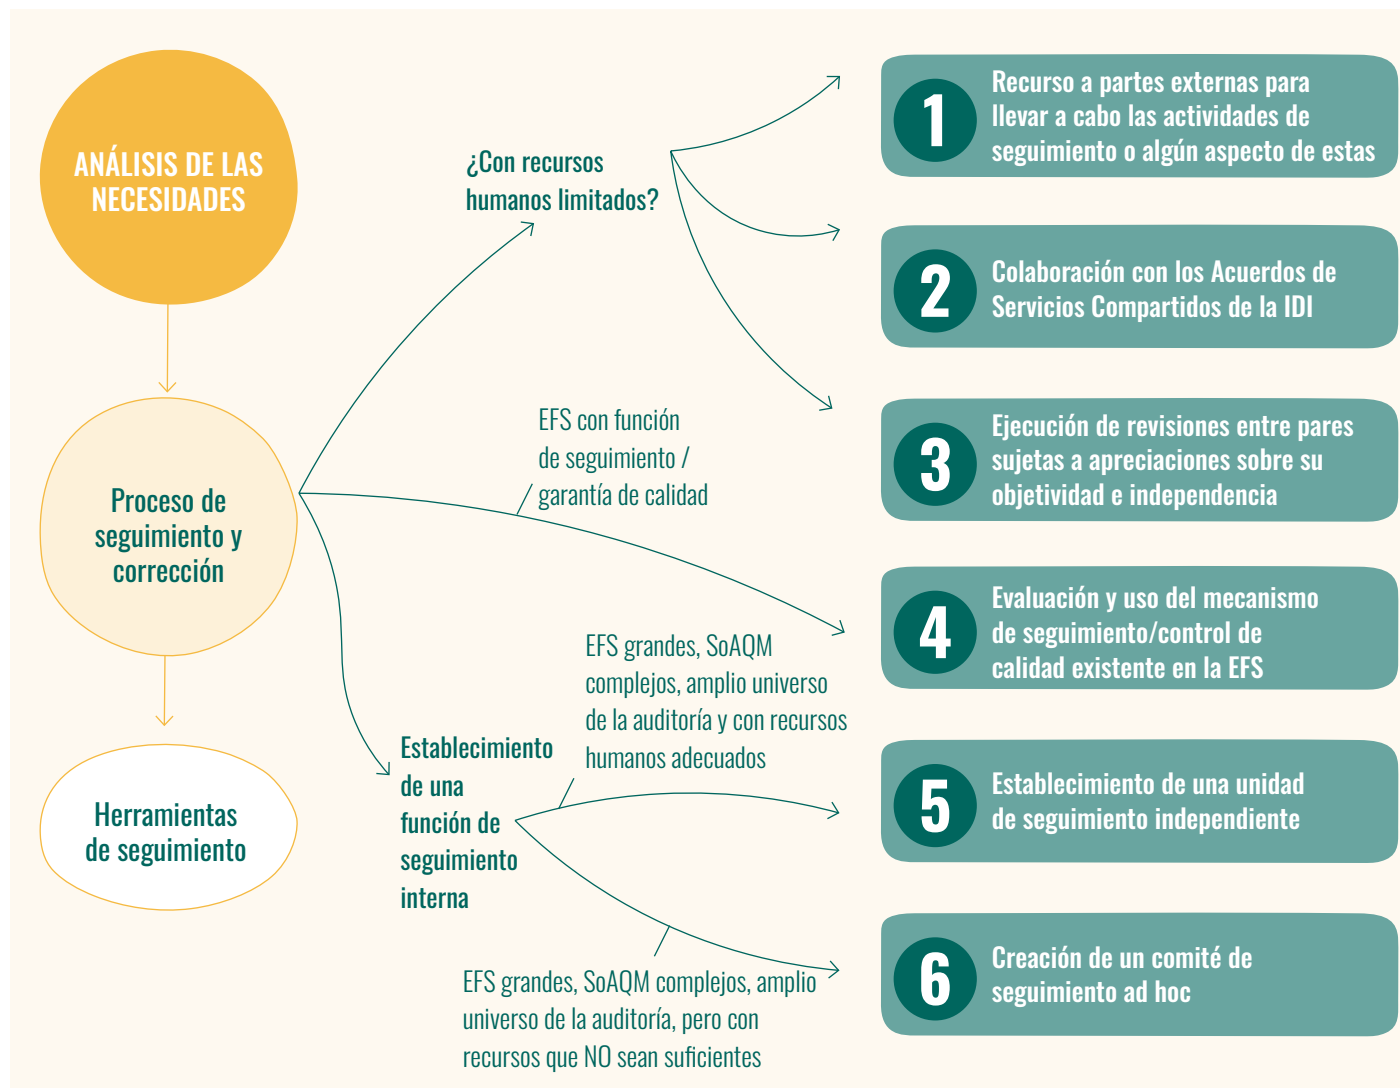 ANÁLISIS DE LAS
NECESIDADES
Proceso de
seguimiento y
corrección
Herramientas
de seguimiento
¿Con recursos
humanos limitados?
EFS con función
de seguimiento /
garantía de calidad
Establecimiento
de una
función de
seguimiento
interna
EFS grandes, SoAQM
complejos, amplio universo
de la auditoría y con recursos
humanos adecuados
EFS grandes, SoAQM complejos, amplio
universo de la auditoría, pero con
recursos que NO sean suficientes
1
Recurso a partes externas para
llevar a cabo las actividades de
seguimiento o algún aspecto de estas
2
Colaboración con los Acuerdos de
Servicios Compartidos de la IDI
3
Ejecución de revisiones entre pares
sujetas a apreciaciones sobre su
objetividad e independencia
4
Evaluación y uso del mecanismo
de seguimiento/control de
calidad existente en la EFS
5
Establecimiento de una unidad
de seguimiento independiente
6
Creación de un comité de
seguimiento ad hoc